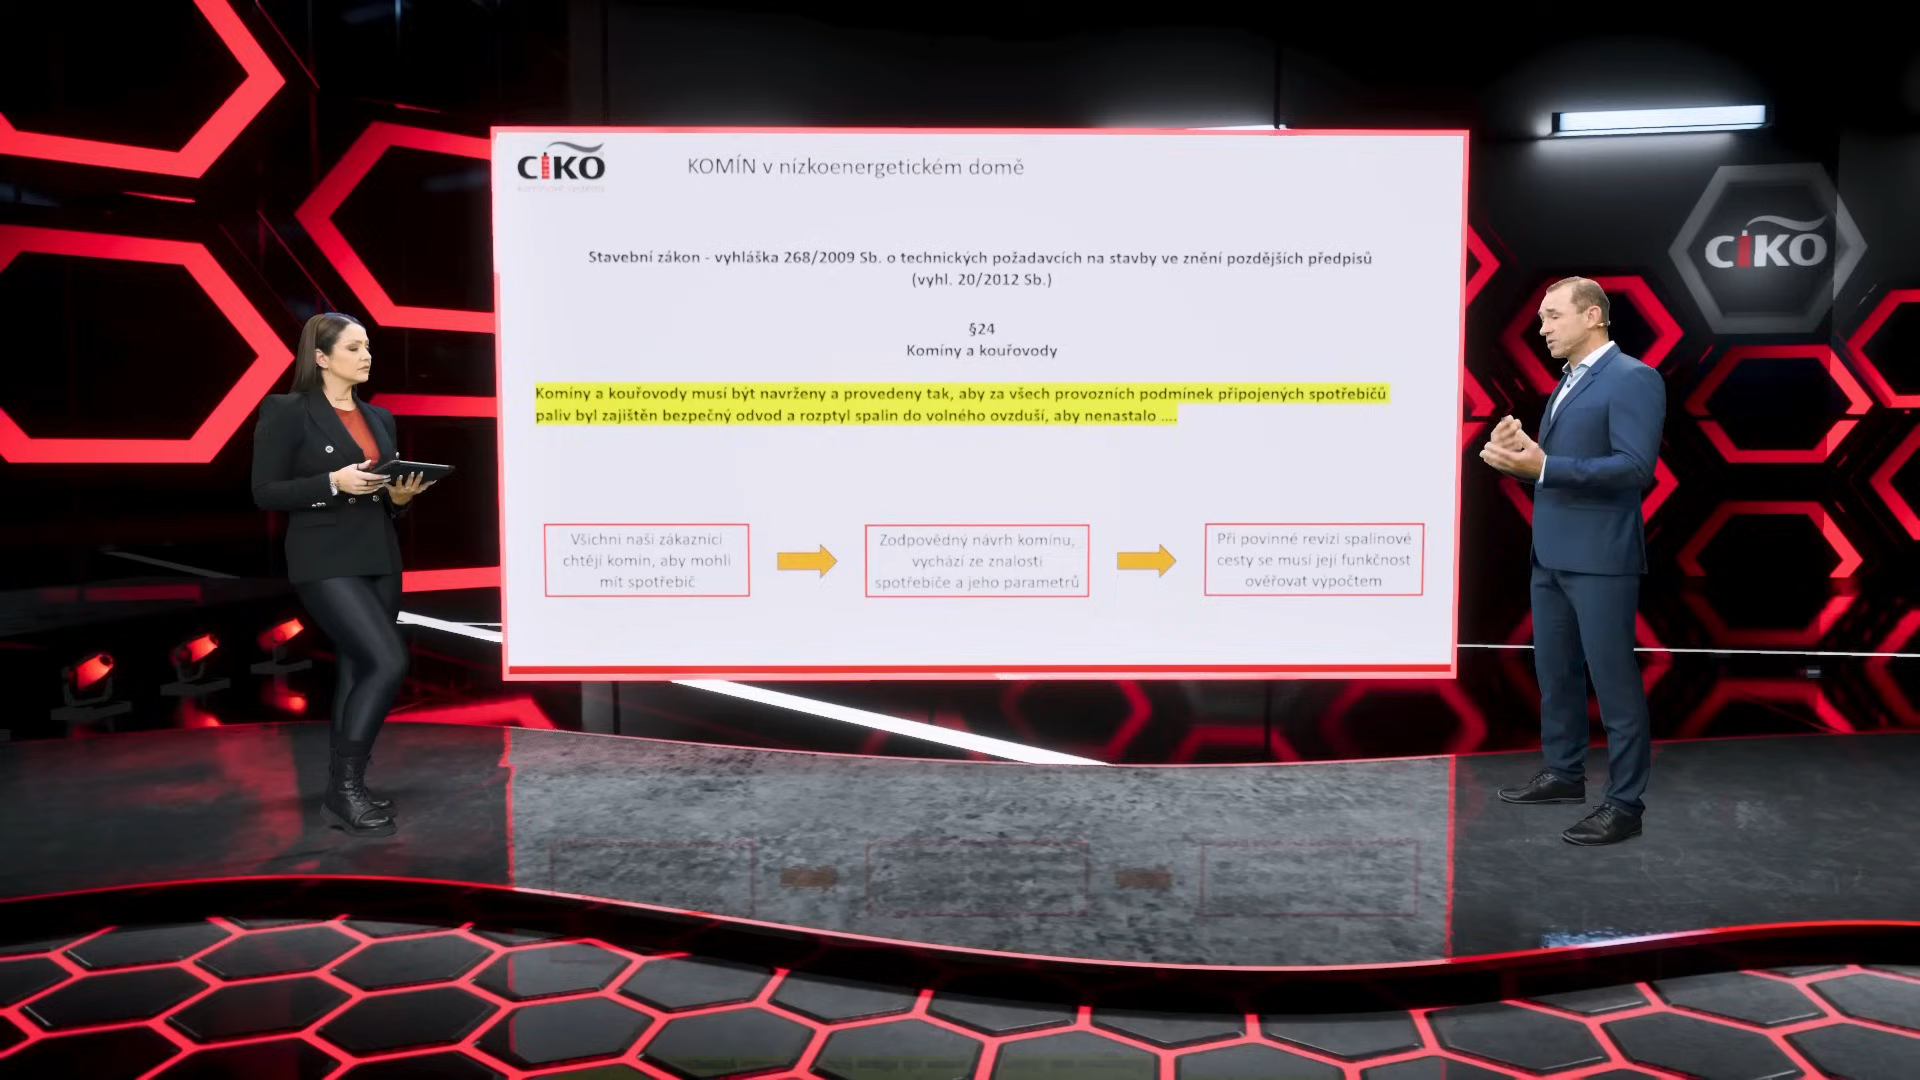 CIKO
KOMÍN v nízkoenergetickém domě
Stavební zákon - vyhláška 268/2009 Sb. o technických požadavcích na stavby ve znění pozdějších předpisů
(vyhl. 20/2012 Sb.)
§24
Komíny a kouřovody
Komíny a kouřovody musí být navrženy a provedeny tak, aby za všech provozních podmínek připojených spotřebičů
paliv byl zajištěn bezpečný odvod a rozptyl spalin do volného ovzduší, aby nenastalo ....
Všichni naši zákazníci
chtějí komín, aby mohli
mít spotřebič
Zodpovědný návrh komínu,
vychází ze znalosti
spotřebiče a jeho parametrů
Při povinné revizi spalinové
cesty se musí její funkčnost
ověřovat výpočtem
CIKO